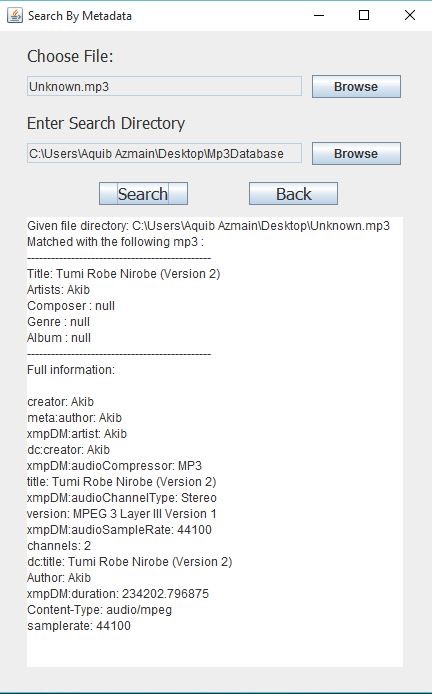 Search By Metadata
Choose File:
Unknown.mp3
Browse
Enter Search Directory
C:\Users\Aquib Azmain\Desktop\Mp3Database
Browse
Search
Back
Given file directory: C:\Users\Aquib Azmain\Desktop\Unknown.mp3
Matched with the following mp3 :
----------------------------------------------
Title: Tumi Robe Nirobe (Version 2)
Artists: Akib
Composer : null
Genre : null
Album : null
----------------------------------------------
Full information:
creator: Akib
meta:author: Akib
xmpDM:artist: Akib
dc:creator: Akib
xmpDM:audioCompressor: MP3
title: Tumi Robe Nirobe (Version 2)
xmpDM:audioChannelType: Stereo
version: MPEG 3 Layer III Version 1
xmpDM:audioSampleRate: 44100
channels: 2
dc:title: Tumi Robe Nirobe (Version 2)
Author: Akib
xmpDM:duration: 234202.796875
Content-Type: audio/mpeg
samplerate: 44100